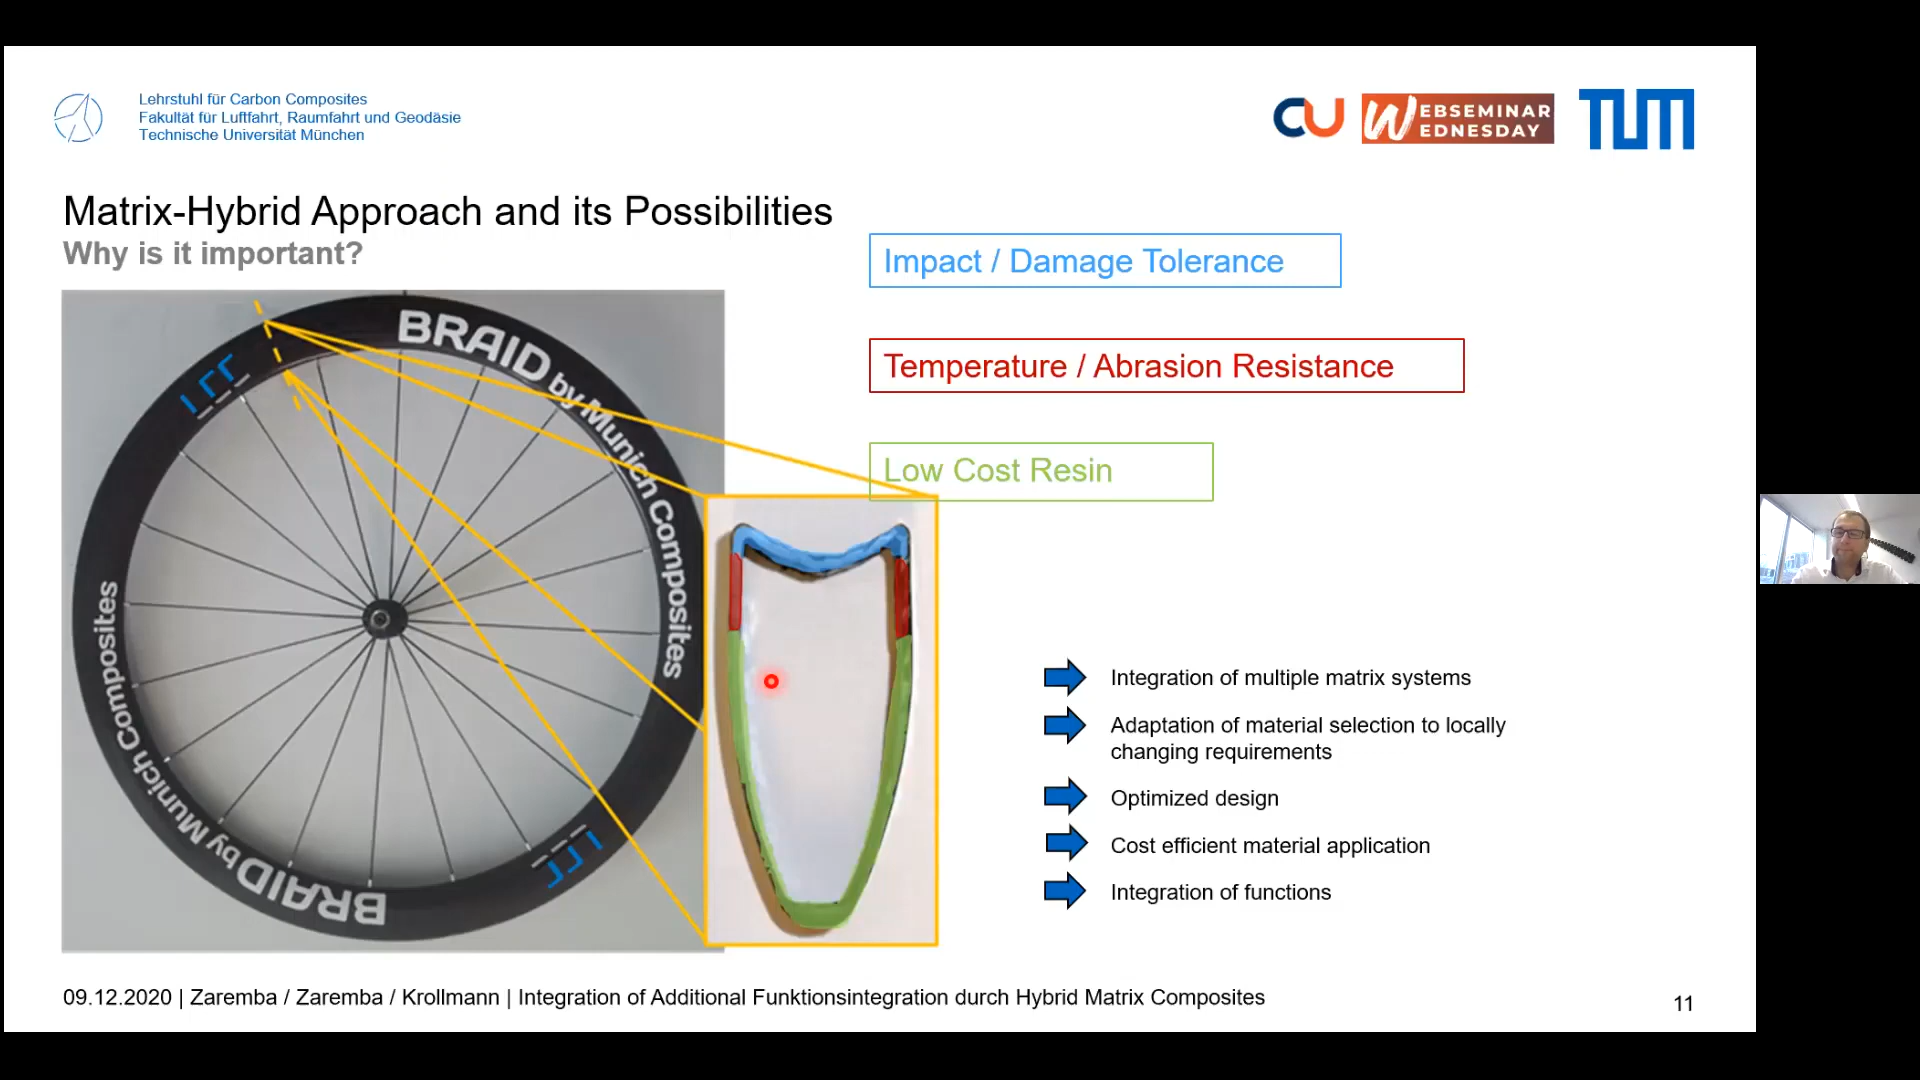 Lehrstuhl für Carbon Composites
Fakultät für Luftfahrt, Raumfahrt und Geodäsie
Technische Universität München
CU
WEBSEMINAR
WEDNESDAY
TUM
Matrix-Hybrid Approach and its Possibilities
Why is it important?
Impact / Damage Tolerance
Temperature / Abrasion Resistance
Low Cost Resin
BRAID by Munich Composites
BRAID by Munich Composites
Integration of multiple matrix systems
Adaptation of material selection to locally
changing requirements
Optimized design
Cost efficient material application
Integration of functions
09.12.2020 | Zaremba / Zaremba / Krollmann | Integration of Additional Funktionsintegration durch Hybrid Matrix Composites
11